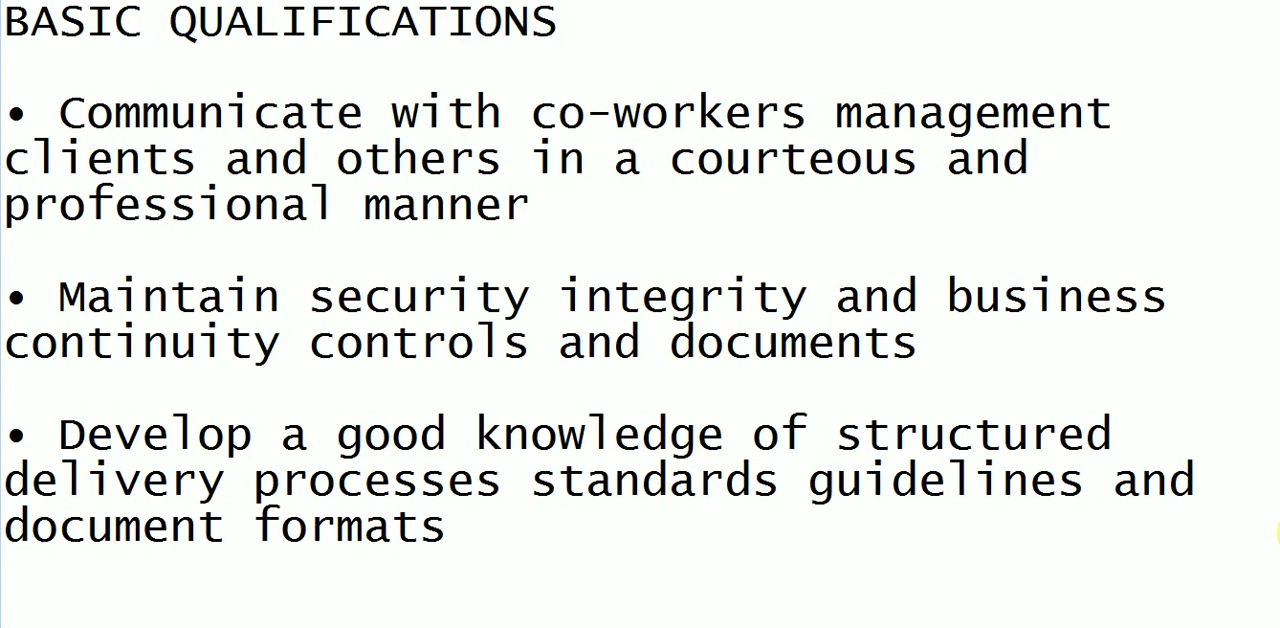 BASIC QUALIFICATIONS
• Communicate with co-workers management
clients and others in a courteous and
professional manner
• Maintain security integrity and business
continuity controls and documents
• Develop a good knowledge of structured
delivery processes standards guidelines and
document formats